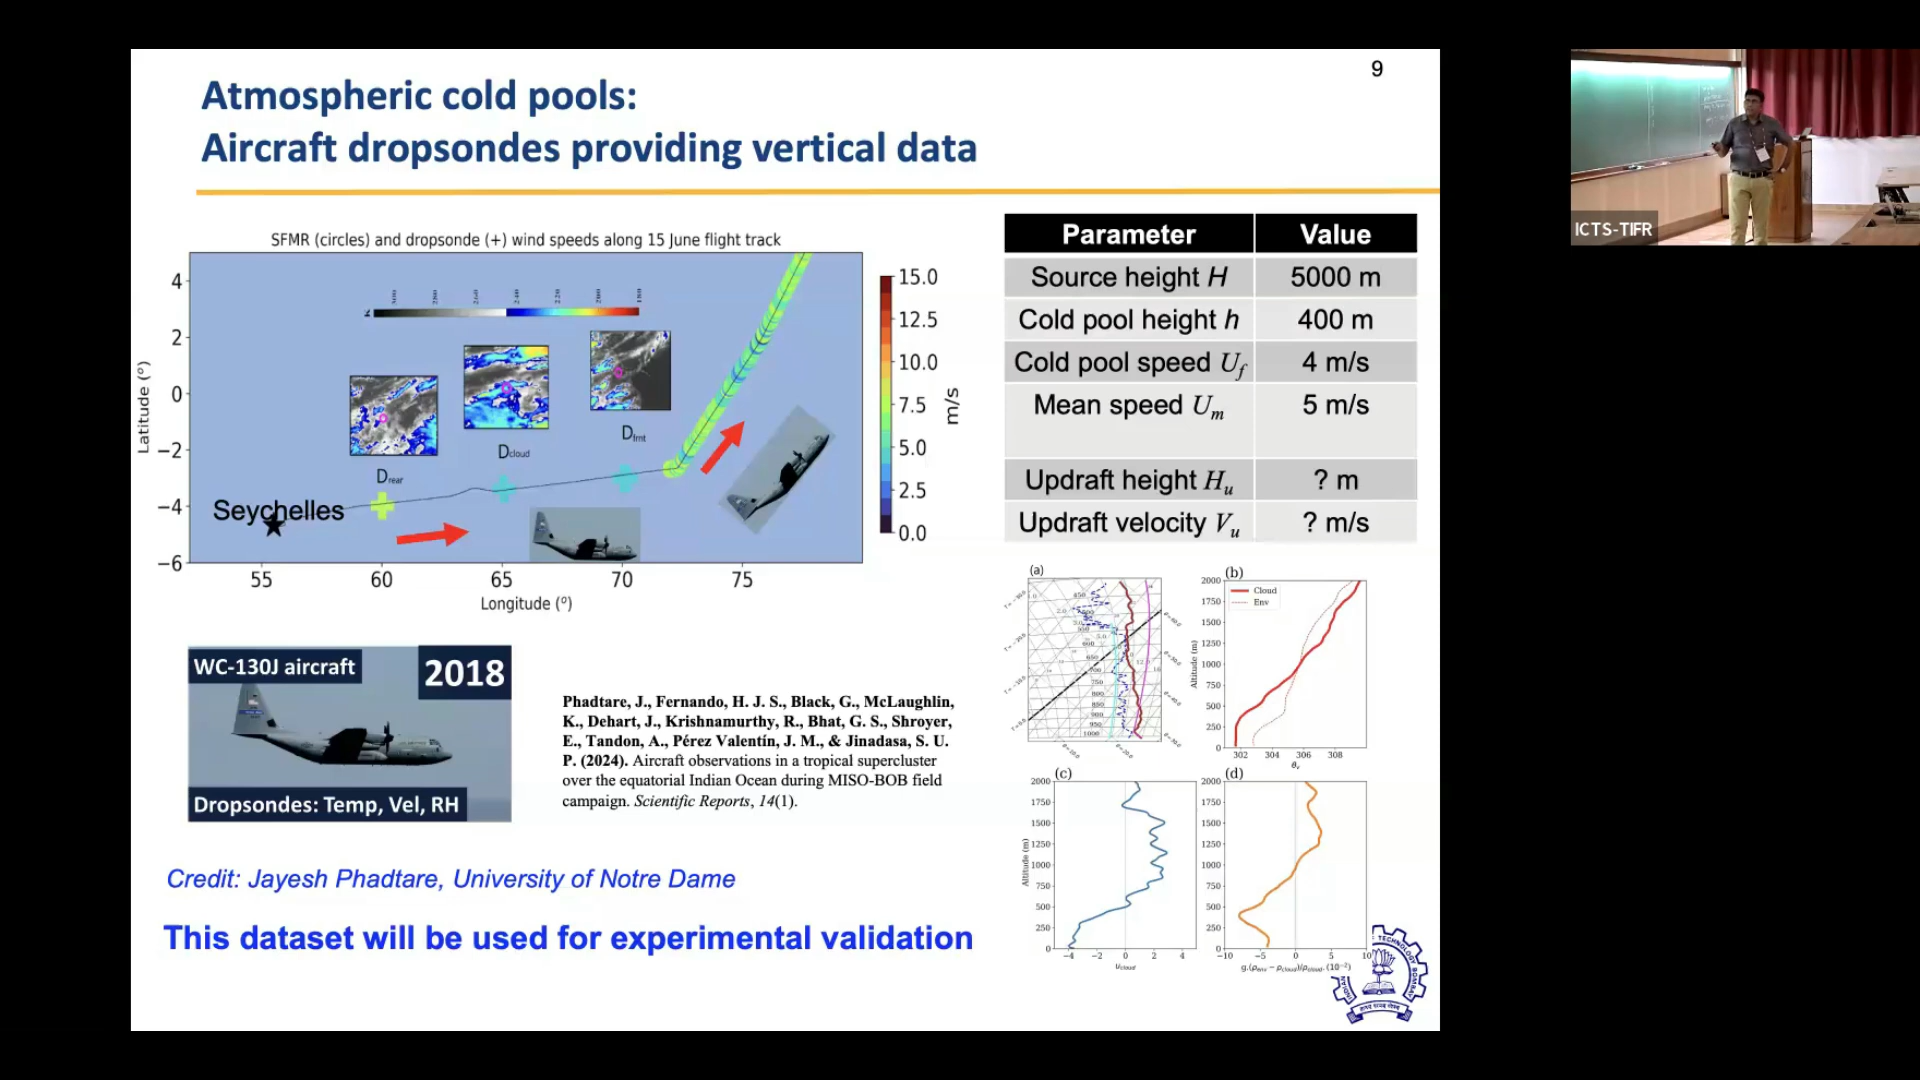 9
Atmospheric cold pools:
Aircraft dropsondes providing vertical data
SFMR (circles) and dropsonde (+) wind speeds along 15 June flight track
4
2
0
−2
−4
−6
Latitude (°)
K
D_rear
D_cloud
D_frnt
Seychelles
55 60 65 70 75
Longitude (°)
15.0
12.5
10.0
7.5
5.0
2.5
0.0
m/s
Parameter Value
Source height H 5000 m
Cold pool height h 400 m
Cold pool speed U_f 4 m/s
Mean speed U_m 5 m/s
Updraft height H_u ? m
Updraft velocity V_u ? m/s
WC-130J aircraft
2018
Dropsondes: Temp, Vel, RH
Phadtare, J., Fernando, H. J. S., Black, G., McLaughlin,
K., Dehart, J., Krishnamurthy, R., Bhat, G. S., Shroyer,
E., Tandon, A., Pérez Valentín, J. M., & Jinadasa, S. U.
P. (2024). Aircraft observations in a tropical supercluster
over the equatorial Indian Ocean during MISO-BOB field
campaign. Scientific Reports, 14(1).
Credit: Jayesh Phadtare, University of Notre Dame
This dataset will be used for experimental validation
(a)
(b)
Cloud
Env
2000
1750
1500
1250
1000
750
500
250
0
Altitude (m)
302 304 306 308
θv
(c)
2000
1750
1500
1250
1000
750
500
250
0
Altitude (m)
−4 −2 0 2 4
u_cloud
(d)
2000
1750
1500
1250
1000
750
500
250
0
−10 −5 0 5 10
g.(ρenv − ρcloud)/ρcloud. (10⁻²)
ICTS-TIFR